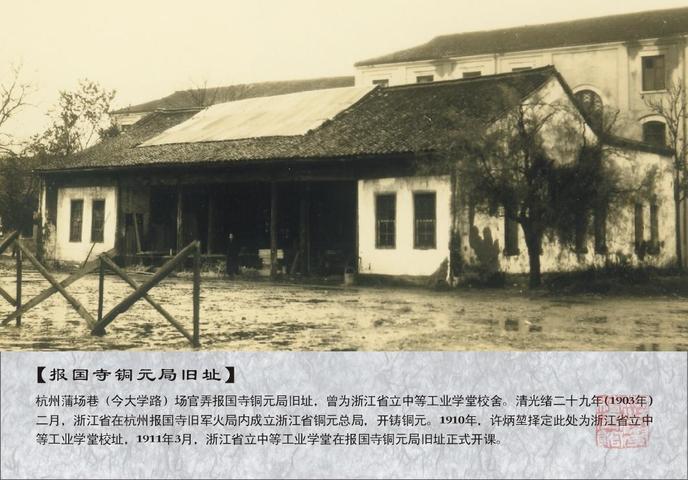 【报国寺铜元局旧址】
杭州蒲场巷（今大学路）场官弄报国寺铜元局旧址，曾为浙江省立中等工业学堂校舍。清光绪二十九年（1903年）
二月，浙江省在杭州报国寺旧军火局内成立浙江省铜元总局，开铸铜元。1910年，许炳堃择定此处为浙江省立中
等工业学堂校址，1911年3月，浙江省立中等工业学堂在报国寺铜元局旧址正式开课。